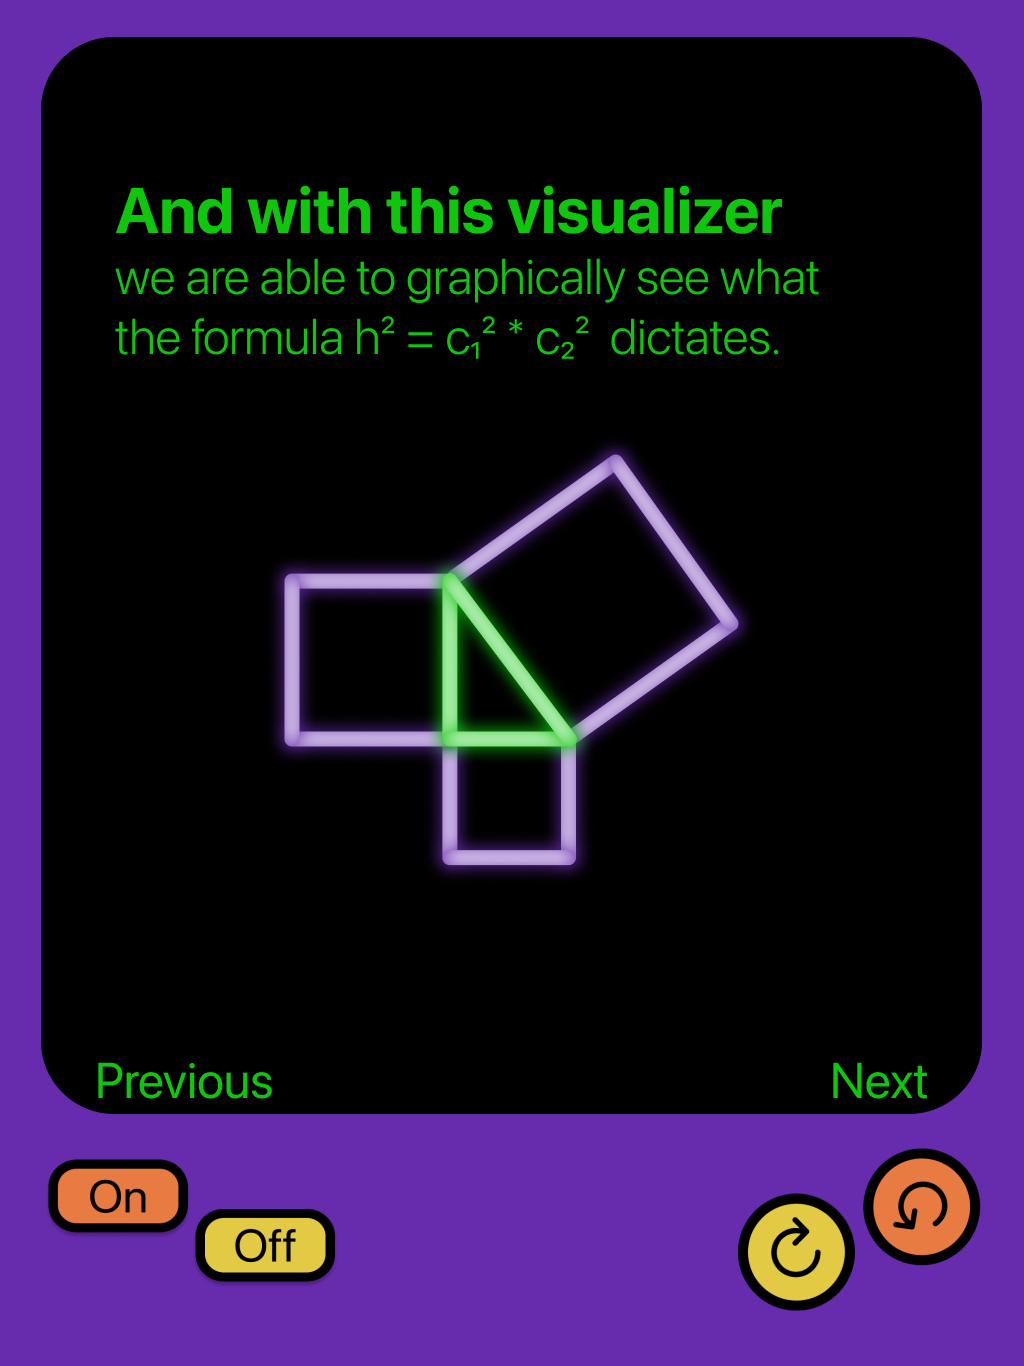 And with this visualizer
we are able to graphically see what
the formula h² = c₁² * c₂² dictates.
Previous
Next
On
Off